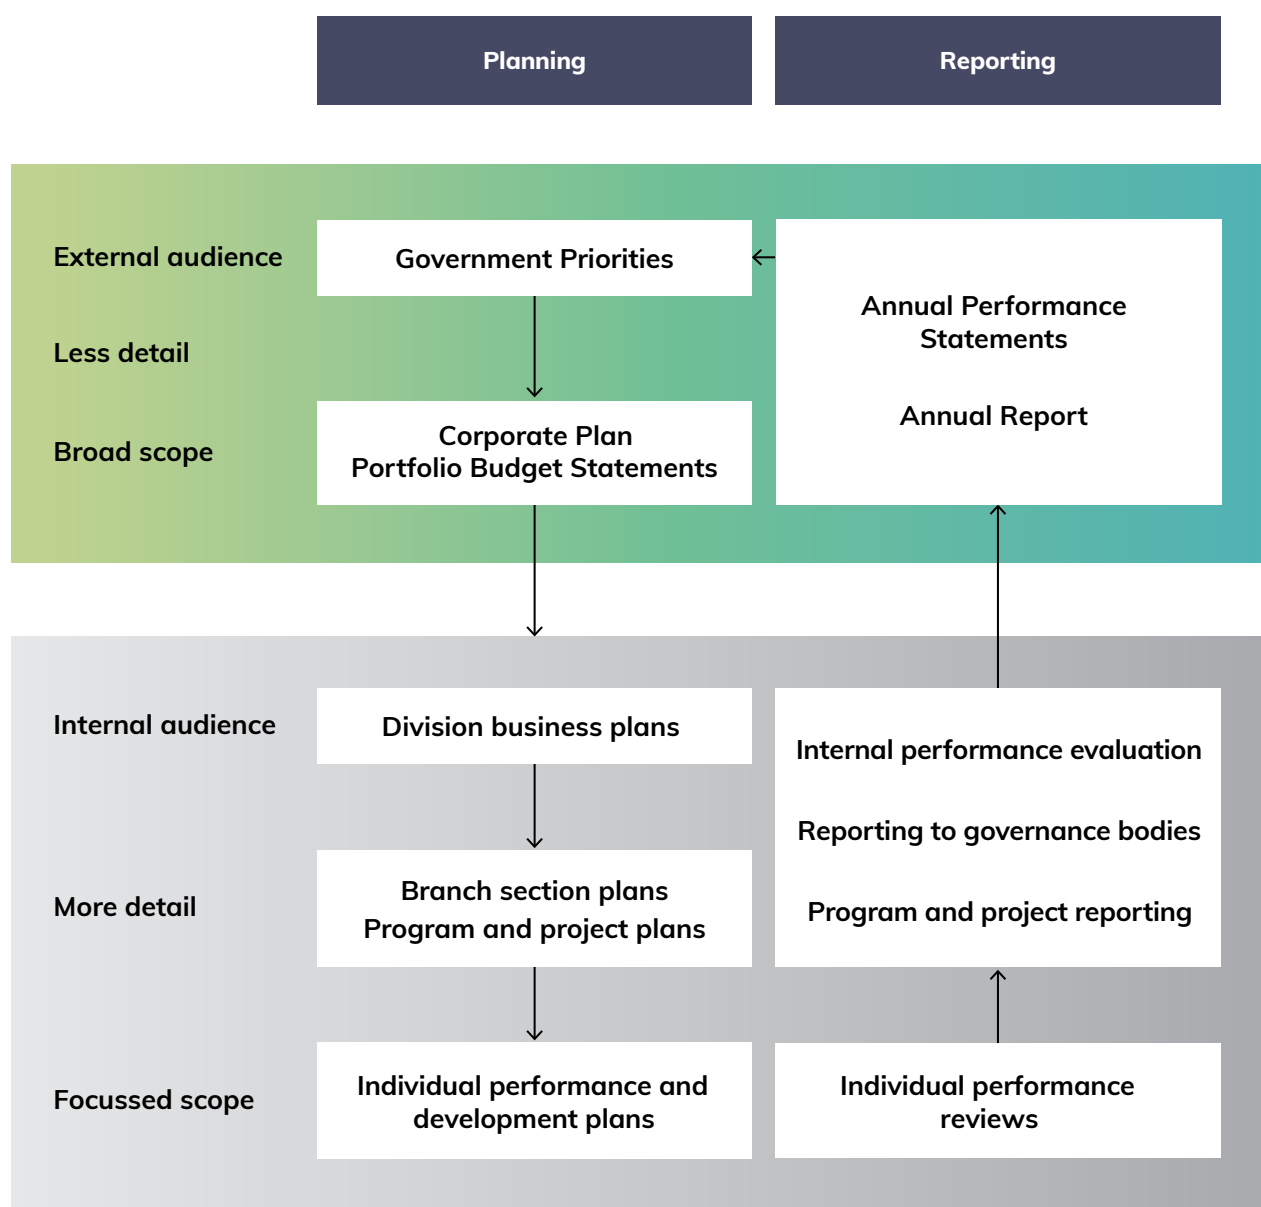 Planning
Reporting
External audience
Less detail
Broad scope
Government Priorities
Corporate Plan
Portfolio Budget Statements
Annual Performance
Statements
Annual Report
Internal audience
More detail
Focussed scope
Division business plans
Branch section plans
Program and project plans
Individual performance and
development plans
Internal performance evaluation
Reporting to governance bodies
Program and project reporting
Individual performance
reviews